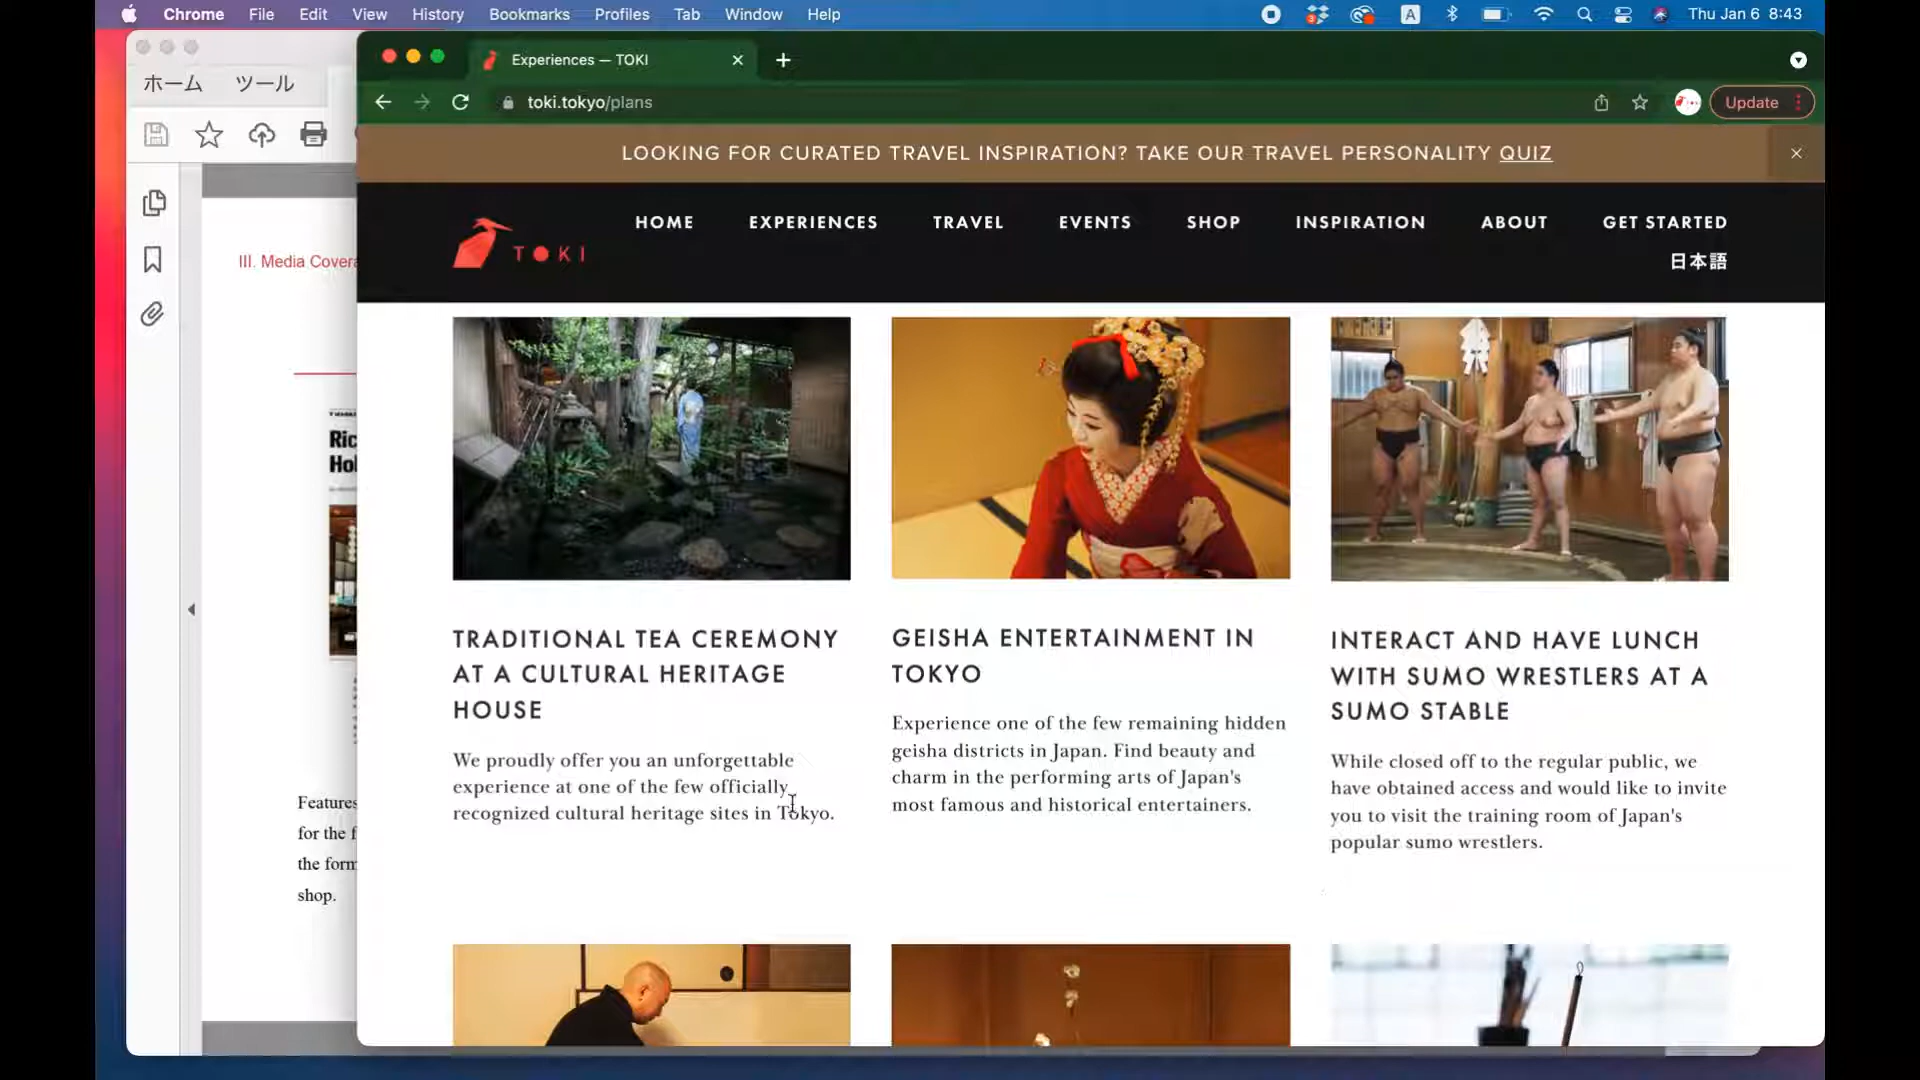 Chrome File Edit View History Bookmarks Profiles Tab Window Help
3 A Thu Jan 6 8:43
ホーム ツール
Experiences — TOKI
toki.tokyo/plans
Update
LOOKING FOR CURATED TRAVEL INSPIRATION? TAKE OUR TRAVEL PERSONALITY QUIZ
TOKI
HOME EXPERIENCES TRAVEL EVENTS SHOP INSPIRATION ABOUT GET STARTED
日本語
III. Media Covera
Ric
Hol
Features
for the f
the form
shop.
TRADITIONAL TEA CEREMONY
AT A CULTURAL HERITAGE
HOUSE
We proudly offer you an unforgettable
experience at one of the few officially
recognized cultural heritage sites in Tokyo.
GEISHA ENTERTAINMENT IN
TOKYO
Experience one of the few remaining hidden
geisha districts in Japan. Find beauty and
charm in the performing arts of Japan's
most famous and historical entertainers.
INTERACT AND HAVE LUNCH
WITH SUMO WRESTLERS AT A
SUMO STABLE
While closed off to the regular public, we
have obtained access and would like to invite
you to visit the training room of Japan's
popular sumo wrestlers.